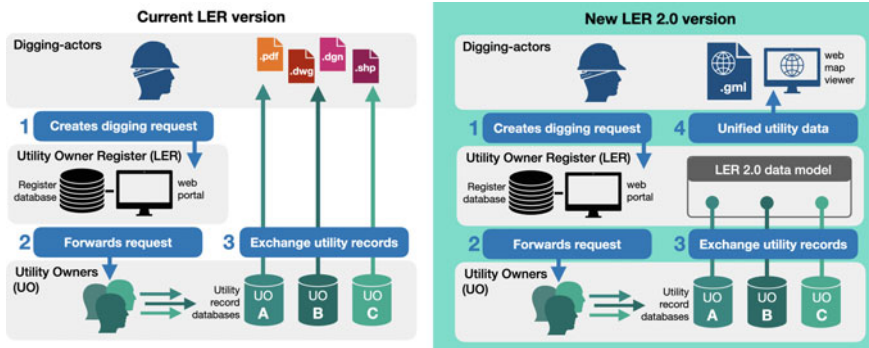 Current LER version
Digging-actors
.pdf
.dwg
.dgn
.shp
1 Creates digging request
Utility Owner Register (LER)
Register
database
web
portal
2 Forwards request
3 Exchange utility records
Utility Owners
(UO)
Utility
record
databases
UO
A
UO
B
UO
C
New LER 2.0 version
Digging-actors
.gml
web
map
viewer
1 Creates digging request
4 Unified utility data
Utility Owner Register (LER)
Register
database
web
portal
LER 2.0 data model
2 Forwards request
3 Exchange utility records
Utility Owners
(UO)
Utility
record
databases
UO
A
UO
B
UO
C